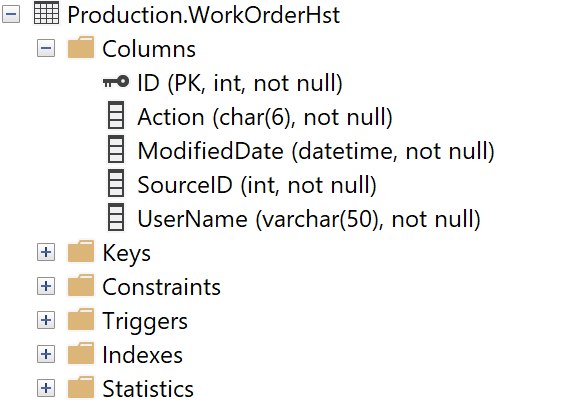 Production.WorkOrderHst
Columns
ID (PK, int, not null)
Action (char(6), not null)
ModifiedDate (datetime, not null)
SourceID (int, not null)
UserName (varchar(50), not null)
Keys
Constraints
Triggers
Indexes
Statistics